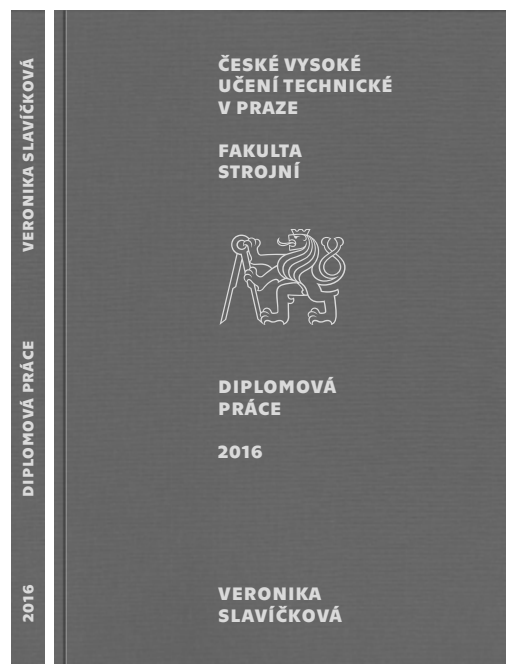 VERONIKA SLAVÍČKOVÁ
DIPLOMOVÁ PRÁCE
2016
ČESKÉ VYSOKÉ
UČENÍ TECHNICKÉ
V PRAZE
FAKULTA
STROJNÍ
DIPLOMOVÁ
PRÁCE
2016
VERONIKA
SLAVÍČKOVÁ